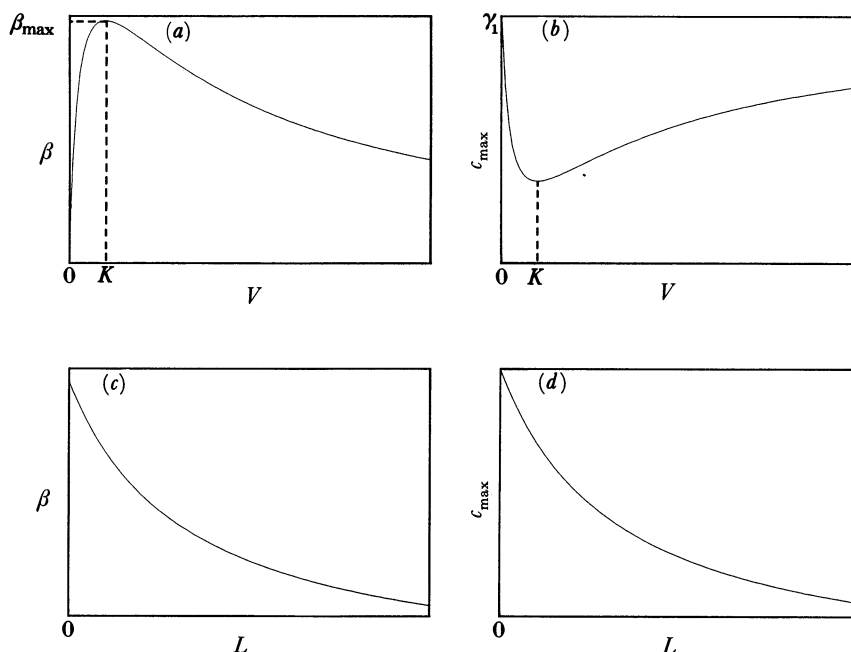 β_max (a)
β
0 K
V
γ₁ (b)
c_max
0 K
V
(c)
β
0
L
(d)
c_max
0
L